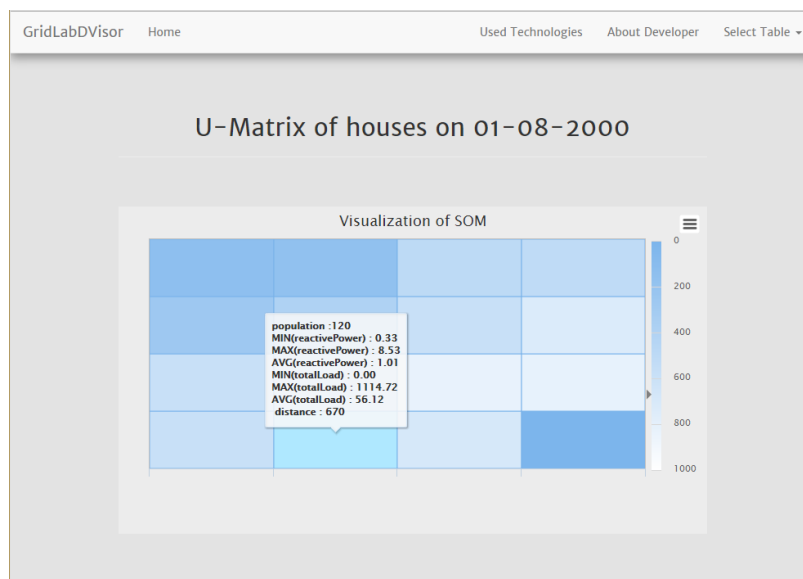 GridLabDVisor Home Used Technologies About Developer Select Table
U-Matrix of houses on 01-08-2000
Visualization of SOM
0
200
400
600
800
1000
population :120
MIN(reactivePower) : 0.33
MAX(reactivePower) : 8.53
AVG(reactivePower) : 1.01
MIN(totalLoad) : 0.00
MAX(totalLoad) : 1114.72
AVG(totalLoad) : 56.12
distance : 670